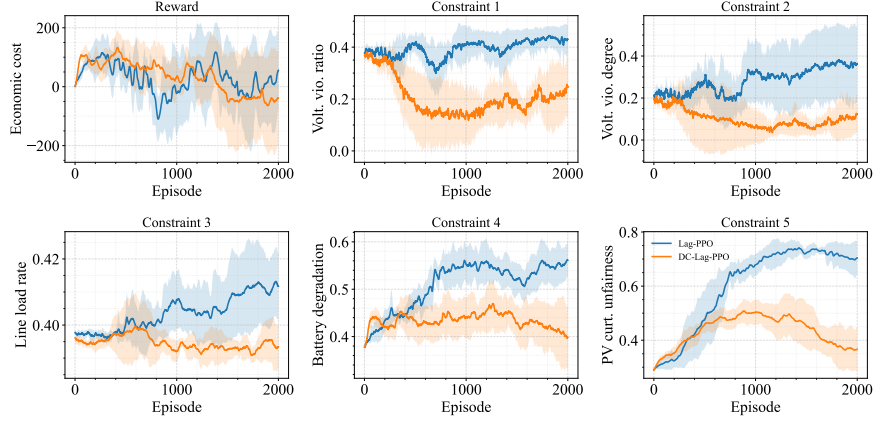 Reward
Economic cost
200
0
−200
0
1000
2000
Episode
Constraint 1
Volt. vio. ratio
0.4
0.2
0.0
0
1000
2000
Episode
Constraint 2
Volt. vio. degree
0.4
0.2
0.0
0
1000
2000
Episode
Constraint 3
Line load rate
0.42
0.40
0
1000
2000
Episode
Constraint 4
Battery degradation
0.6
0.5
0.4
0
1000
2000
Episode
Constraint 5
PV curt. unfairness
0.8
0.6
0.4
Lag-PPO
DC-Lag-PPO
0
1000
2000
Episode